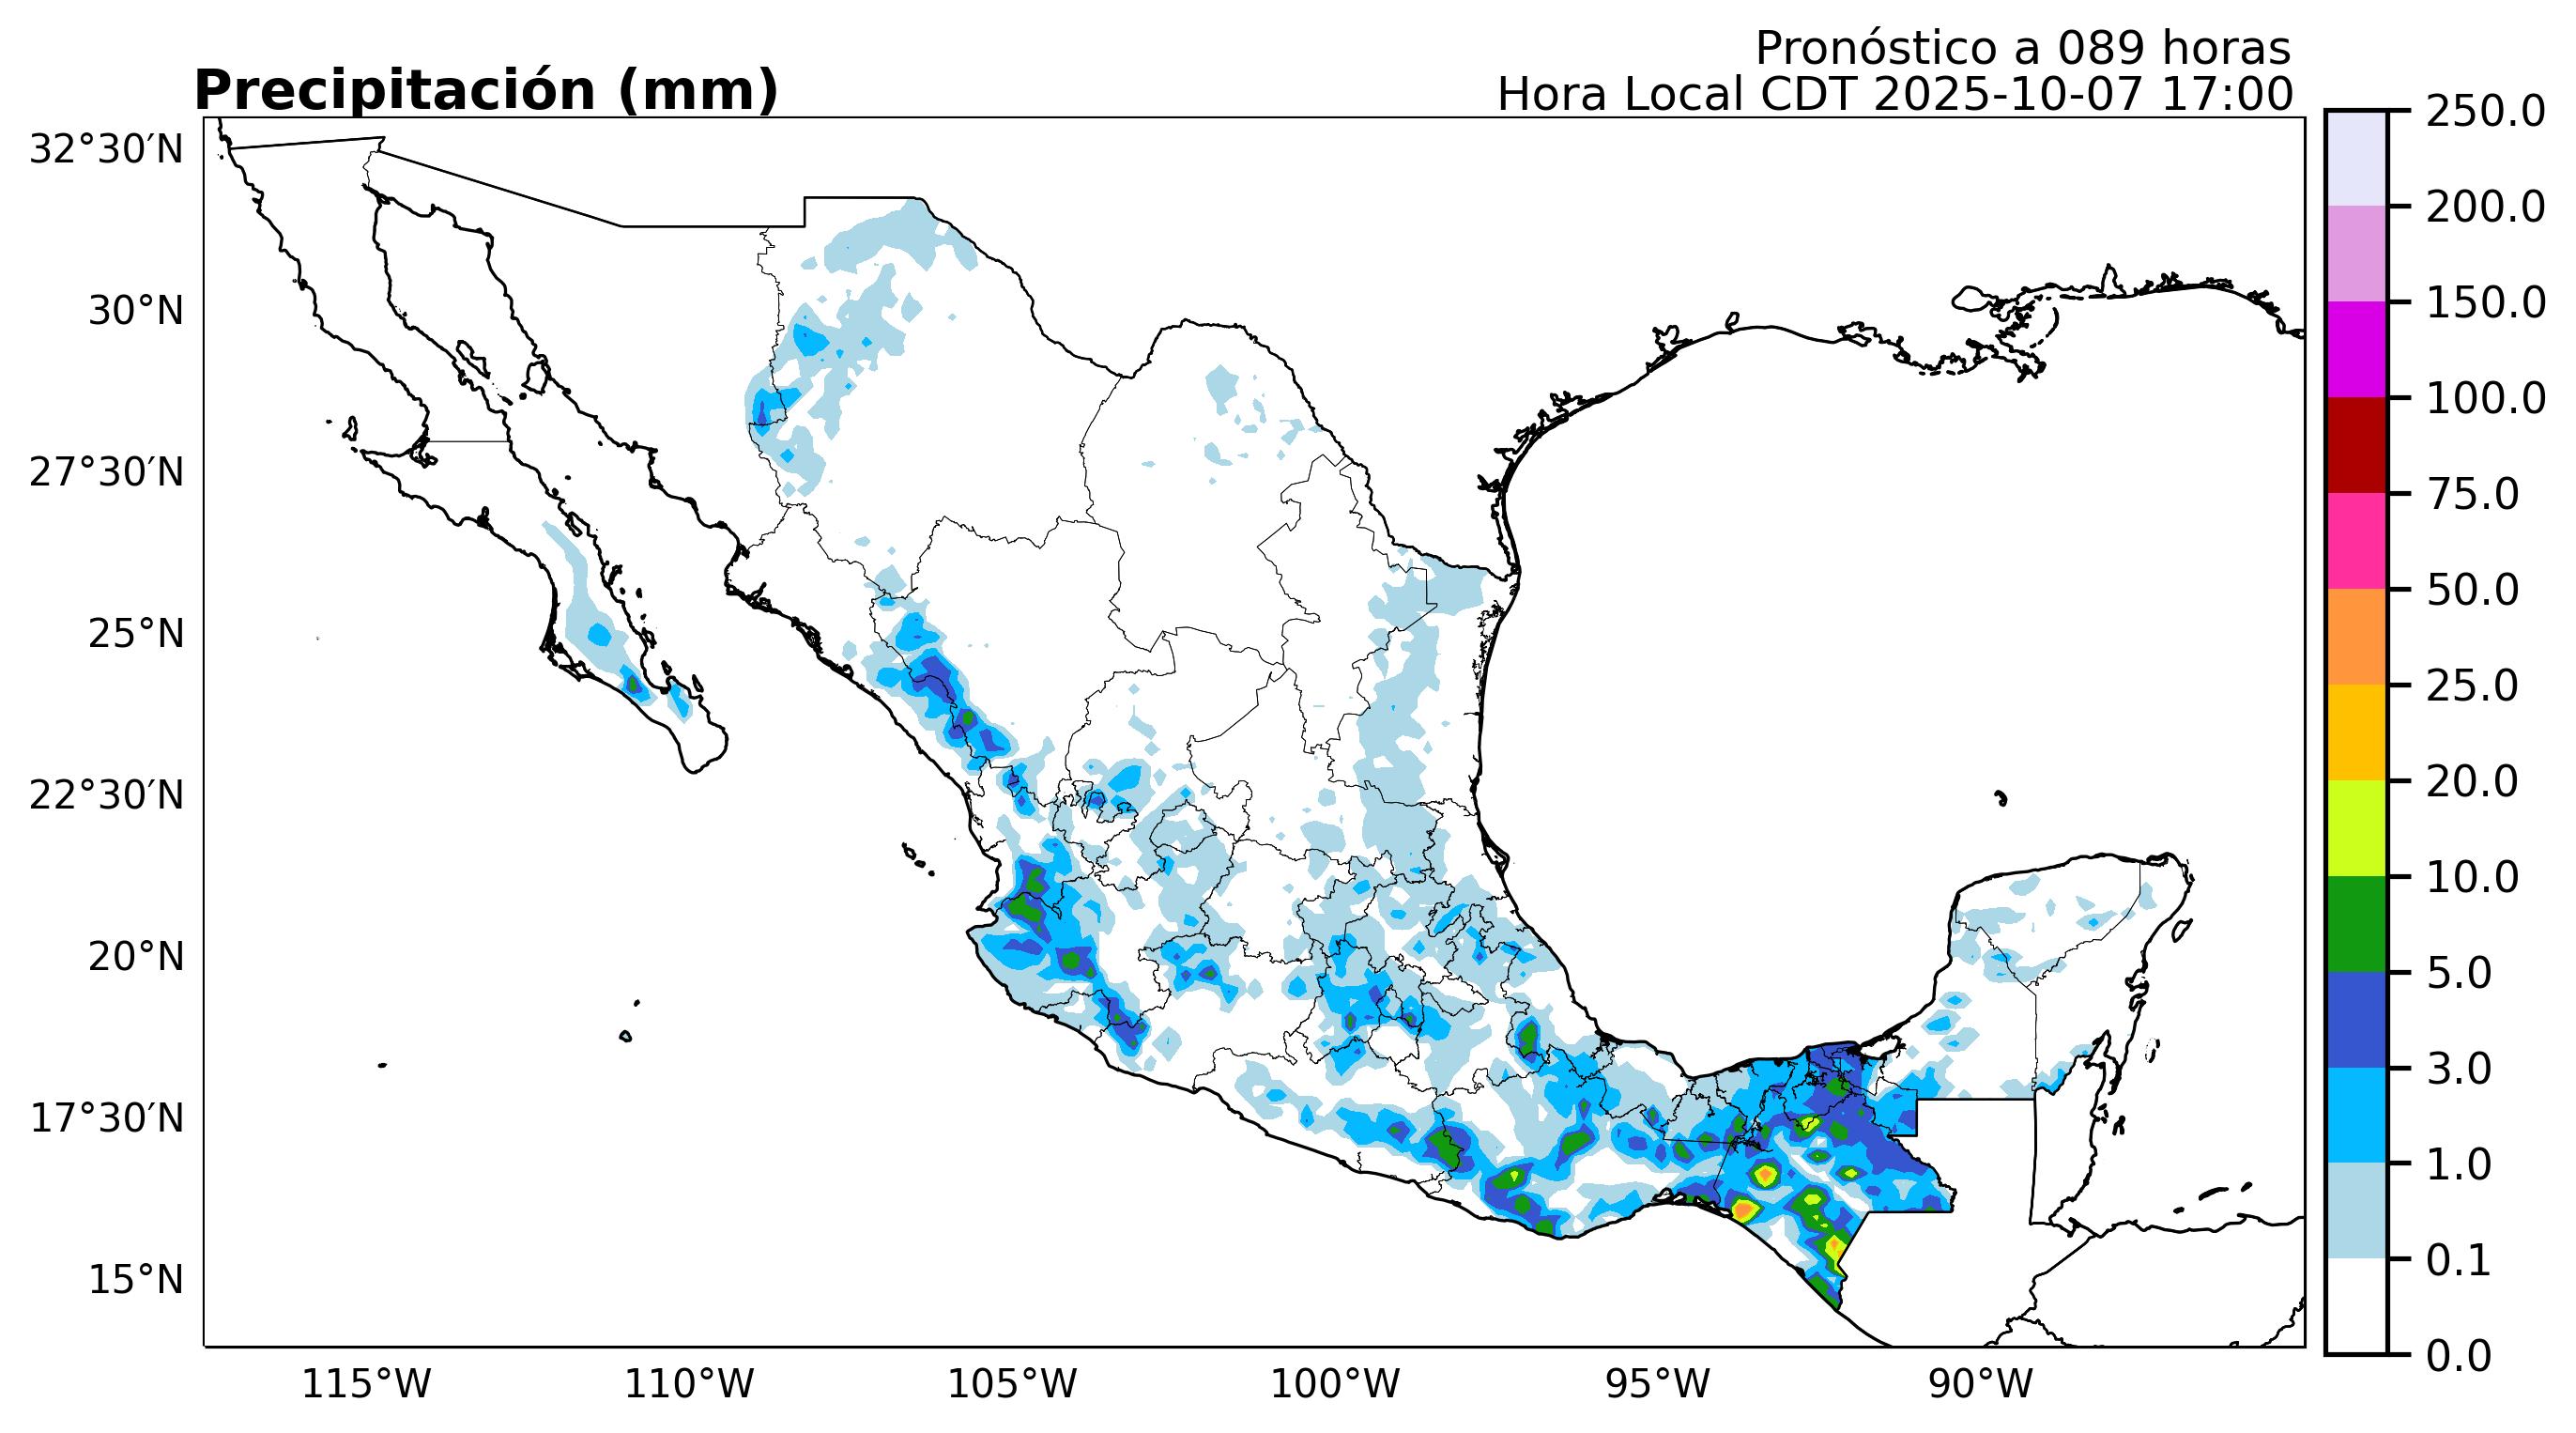 Pronóstico a 089 horas
Precipitación (mm)
Hora Local CDT 2025-10-07 17:00
32°30′N
30°N
27°30′N
25°N
22°30′N
20°N
17°30′N
15°N
115°W
110°W
105°W
100°W
95°W
90°W
250.0
200.0
150.0
100.0
75.0
50.0
25.0
20.0
10.0
5.0
3.0
1.0
0.1
0.0